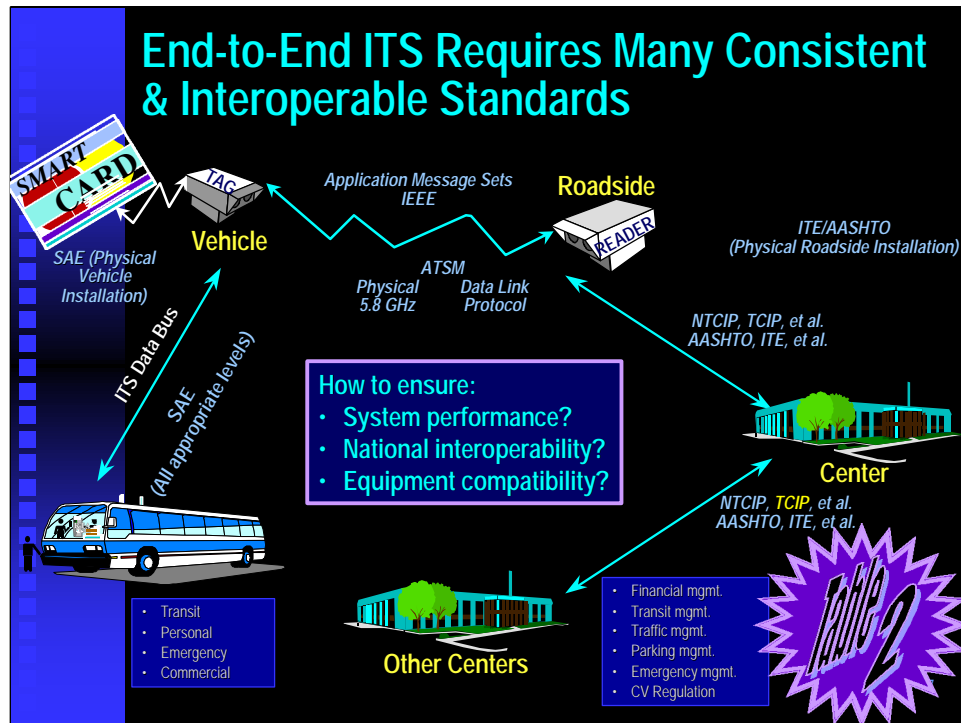 End-to-End ITS Requires Many Consistent
& Interoperable Standards
SMART
CARD
TAG
Vehicle
SAE (Physical
Vehicle
Installation)
Application Message Sets
IEEE
ATSM
Physical
5.8 GHz
Data Link
Protocol
Roadside
READER
ITE/AASHTO
(Physical Roadside Installation)
NTCIP, TCIP, et al.
AASHTO, ITE, et al.
ITS Data Bus
SAE
(All appropriate levels)
How to ensure:
• System performance?
• National interoperability?
• Equipment compatibility?
Center
NTCIP, TCIP, et al.
AASHTO, ITE, et al.
• Transit
• Personal
• Emergency
• Commercial
Other Centers
• Financial mgmt.
• Transit mgmt.
• Traffic mgmt.
• Parking mgmt.
• Emergency mgmt.
• CV Regulation
2